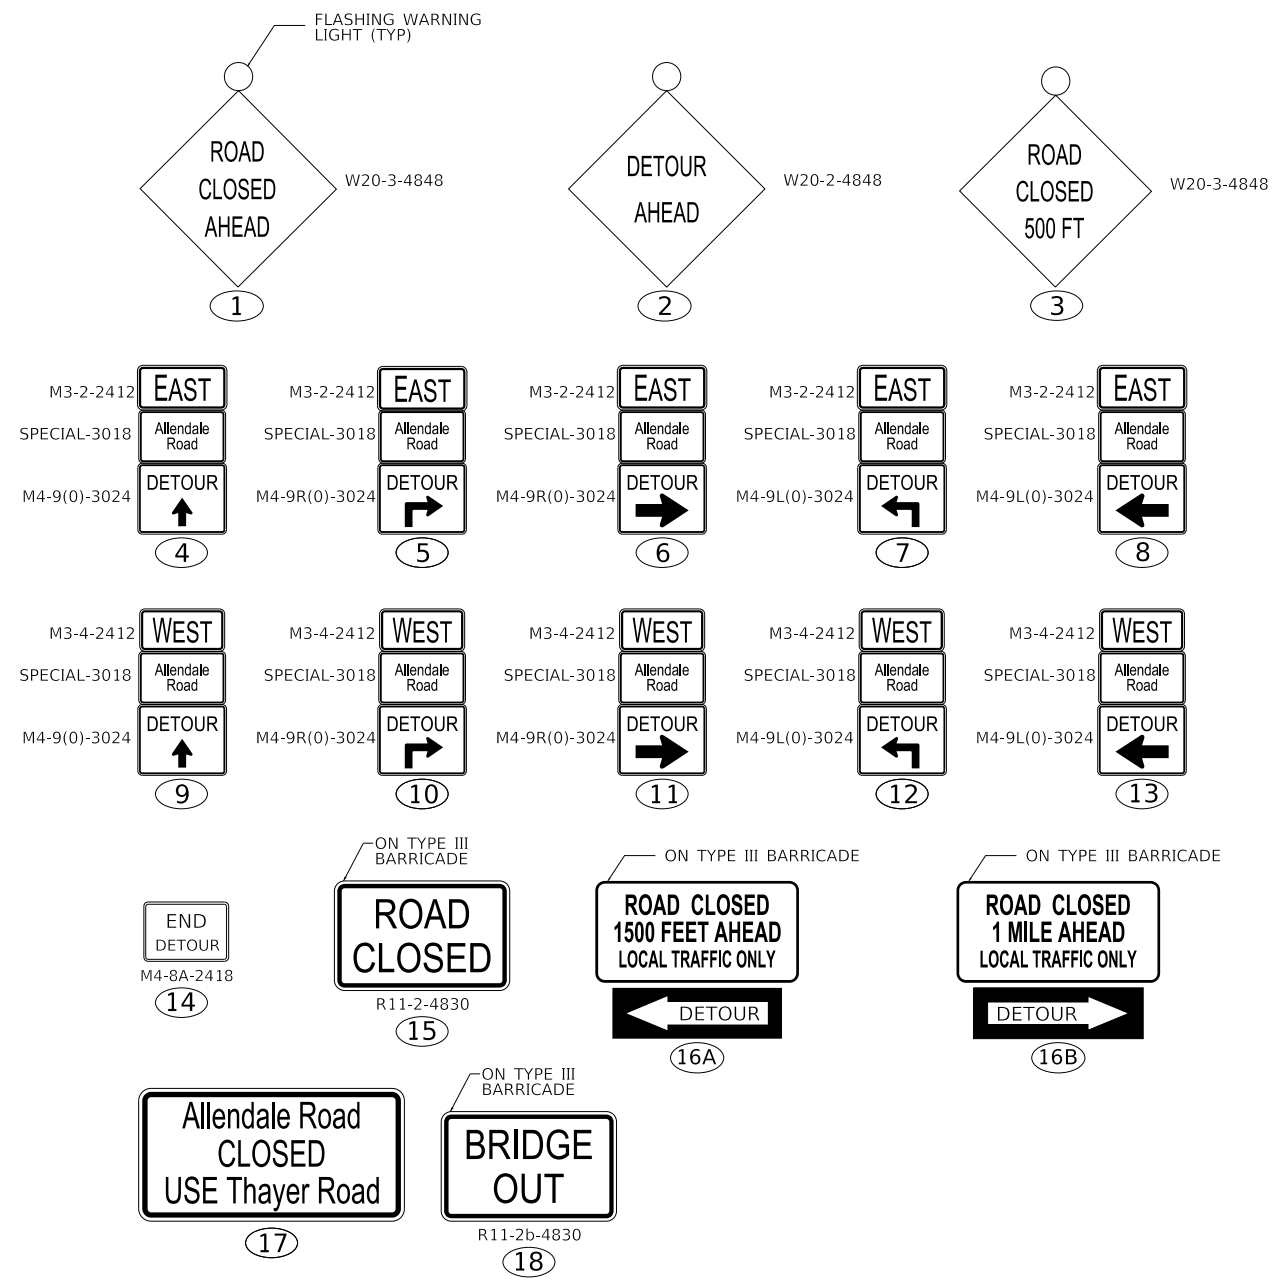 FLASHING WARNING
LIGHT (TYP)
ROAD
CLOSED
AHEAD
W20-3-4848
1
DETOUR
AHEAD
W20-2-4848
2
ROAD
CLOSED
500 FT
W20-3-4848
3
M3-2-2412
EAST
SPECIAL-3018
Allendale
Road
M4-9(0)-3024
DETOUR
4
M3-2-2412
EAST
SPECIAL-3018
Allendale
Road
M4-9R(0)-3024
DETOUR
5
M3-2-2412
EAST
SPECIAL-3018
Allendale
Road
M4-9R(0)-3024
DETOUR
6
M3-2-2412
EAST
SPECIAL-3018
Allendale
Road
M4-9L(0)-3024
DETOUR
7
M3-2-2412
EAST
SPECIAL-3018
Allendale
Road
M4-9L(0)-3024
DETOUR
8
M3-4-2412
WEST
SPECIAL-3018
Allendale
Road
M4-9(0)-3024
DETOUR
9
M3-4-2412
WEST
SPECIAL-3018
Allendale
Road
M4-9R(0)-3024
DETOUR
10
M3-4-2412
WEST
SPECIAL-3018
Allendale
Road
M4-9R(0)-3024
DETOUR
11
M3-4-2412
WEST
SPECIAL-3018
Allendale
Road
M4-9L(0)-3024
DETOUR
12
M3-4-2412
WEST
SPECIAL-3018
Allendale
Road
M4-9L(0)-3024
DETOUR
13
END
DETOUR
M4-8A-2418
14
ON TYPE III
BARRICADE
ROAD
CLOSED
R11-2-4830
15
ON TYPE III BARRICADE
ROAD CLOSED
1500 FEET AHEAD
LOCAL TRAFFIC ONLY
DETOUR
16A
ON TYPE III BARRICADE
ROAD CLOSED
1 MILE AHEAD
LOCAL TRAFFIC ONLY
DETOUR
16B
Allendale Road
CLOSED
USE Thayer Road
17
ON TYPE III
BARRICADE
BRIDGE
OUT
R11-2b-4830
18